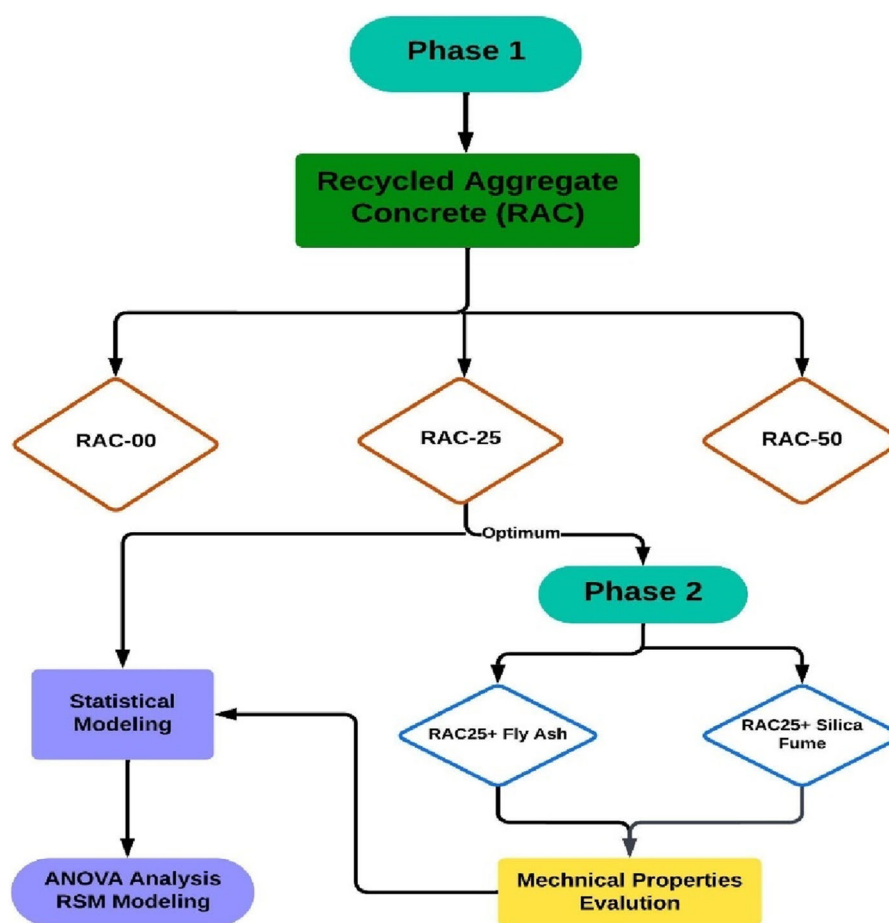 Phase 1
Recycled Aggregate
Concrete (RAC)
RAC-00
RAC-25
RAC-50
Optimum
Phase 2
Statistical
Modeling
RAC25+ Fly Ash
RAC25+ Silica
Fume
ANOVA Analysis
RSM Modeling
Mechnical Properties
Evalution